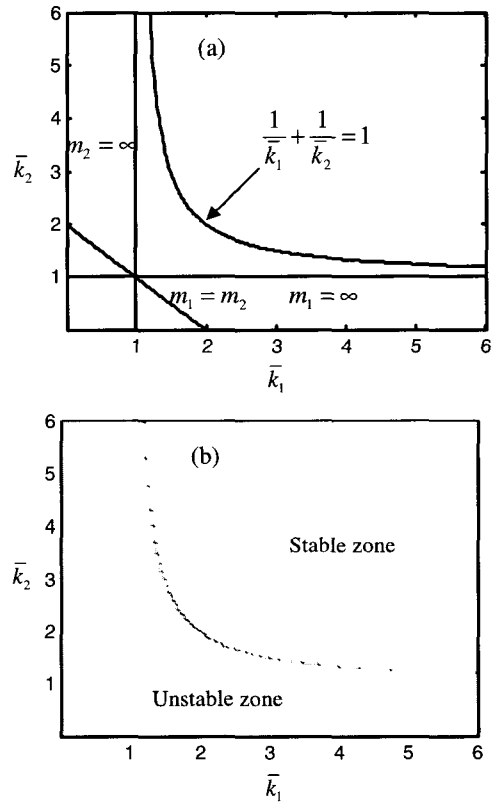 (a)
6
5
4
3
2
1
k̄₂
m₂ = ∞
1/k̄₁ + 1/k̄₂ = 1
m₁ = m₂
m₁ = ∞
1 2 3 4 5 6
k̄₁
(b)
6
5
4
3
2
1
k̄₂
Stable zone
Unstable zone
1 2 3 4 5 6
k̄₁